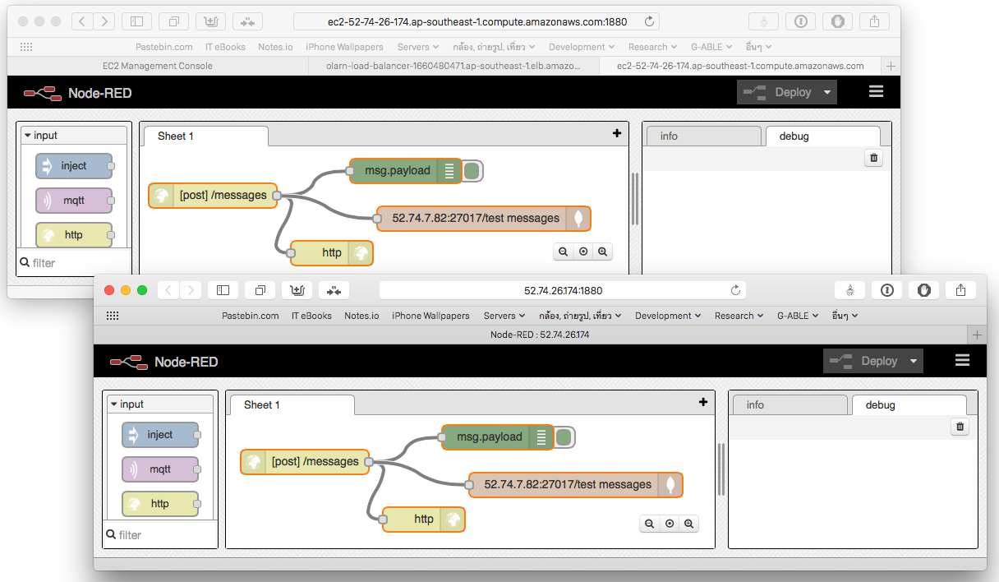 ec2-52-74-26-174.ap-southeast-1.compute.amazonaws.com:1880
Pastebin.com IT eBooks Notes.io iPhone Wallpapers Servers กล้อง, ถ่ายรูป, เที่ยว Development Research G-ABLE อื่นๆ
EC2 Management Console olarn-load-balancer-1660480471.ap-southeast-1.elb.amazo... ec2-52-74-26-174.ap-southeast-1.compute.amazonaws.com
Node-RED Deploy
input Sheet 1 info debug
inject msg.payload
mqtt [post] /messages
52.74.7.82:27017/test messages
http http
filter
52.74.26.174:1880
Pastebin.com IT eBooks Notes.io iPhone Wallpapers Servers กล้อง, ถ่ายรูป, เที่ยว Development Research G-ABLE อื่นๆ
Node-RED : 52.74.26.174
Node-RED Deploy
input Sheet 1 info debug
inject msg.payload
mqtt [post] /messages
52.74.7.82:27017/test messages
http http
filter